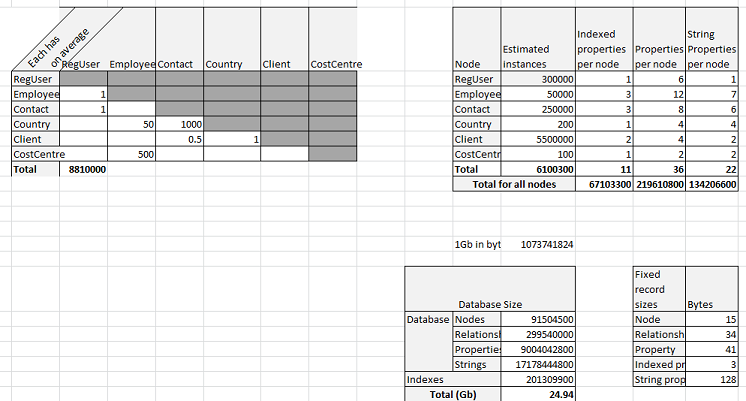 Each has
on average
RegUser Employee Contact Country Client CostCentre
RegUser
Employee 1
Contact 1
Country 50 1000
Client 0.5 1
CostCentre 500
Total 8810000
Node Estimated instances Indexed properties per node Properties per node String Properties per node
RegUser 300000 1 6 1
Employee 50000 3 12 7
Contact 250000 3 8 6
Country 200 1 4 4
Client 5500000 2 4 2
CostCentr 100 1 2 2
Total 6100300 11 36 22
Total for all nodes 67103300 219610800 134206600
1Gb in byt 1073741824
Database Size
Database Nodes 91504500
Relationsl 299540000
Properties 9004042800
Strings 17178444800
Indexes 201309900
Total (Gb) 24.94
Fixed record sizes Bytes
Node 15
Relationsh 34
Property 41
Indexed pr 3
String prop 128